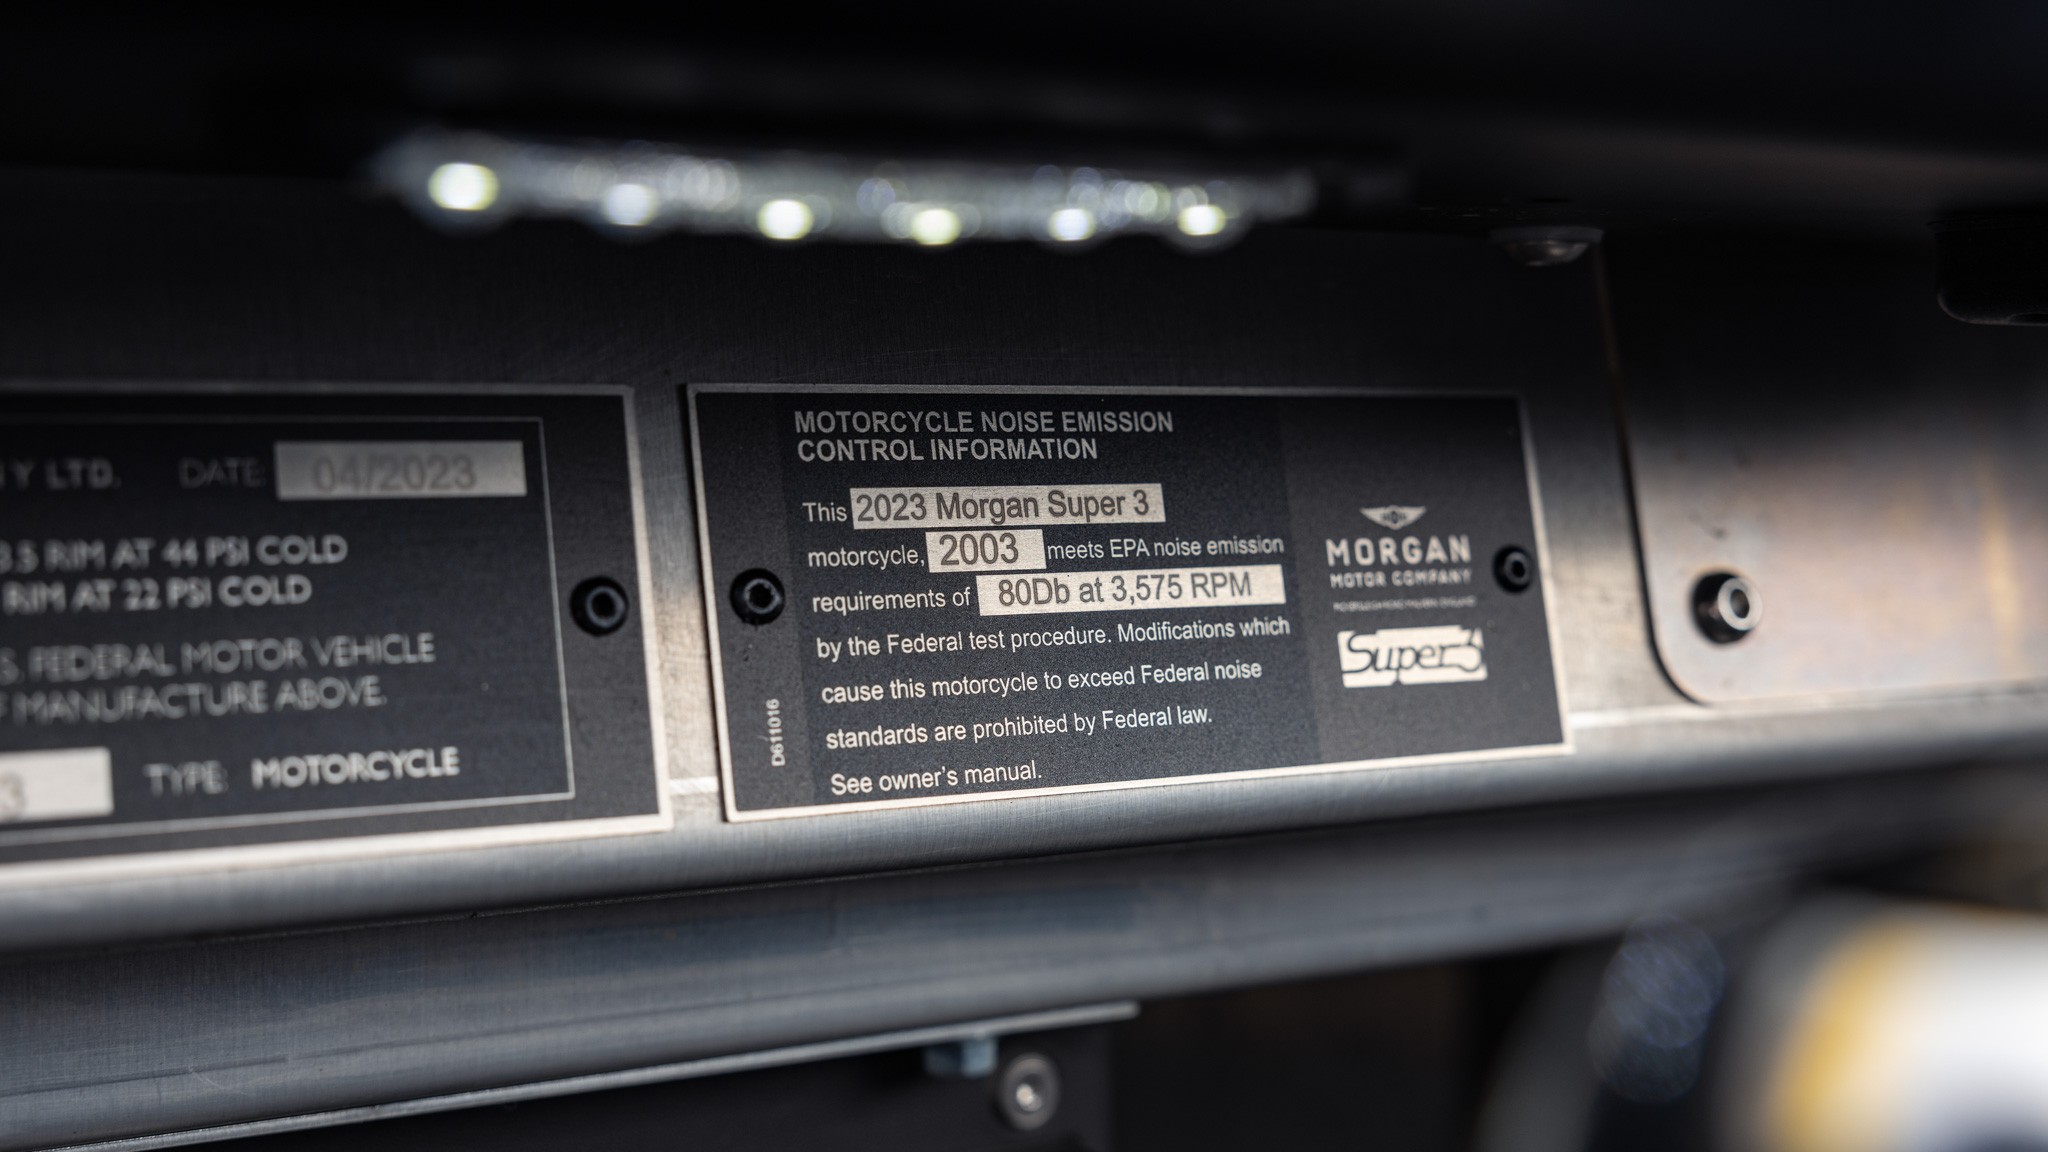 Y LTD. DATE: 04/2023
3.5 RIM AT 44 PSI COLD
RIM AT 22 PSI COLD
S. FEDERAL MOTOR VEHICLE
F MANUFACTURE ABOVE.
3 TYPE: MOTORCYCLE
MOTORCYCLE NOISE EMISSION
CONTROL INFORMATION
This 2023 Morgan Super 3
motorcycle, 2003 meets EPA noise emission
requirements of 80Db at 3,575 RPM
by the Federal test procedure. Modifications which
cause this motorcycle to exceed Federal noise
standards are prohibited by Federal law.
See owner's manual.
D611016
MORGAN
MOTOR COMPANY
Super3